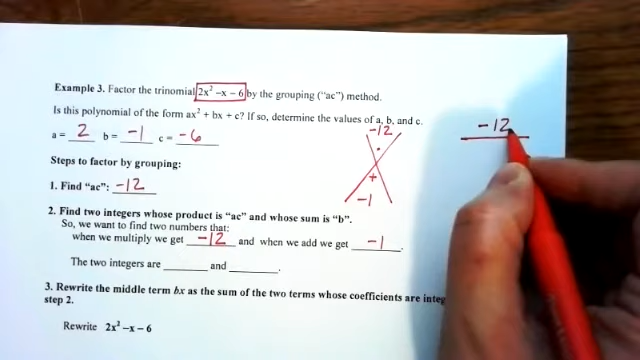 Example 3. Factor the trinomial 2x² –x – 6 by the grouping ("ac") method.
Is this polynomial of the form ax² + bx + c? If so, determine the values of a, b, and c.
a = 2 b = -1 c = -6
-12
·
+
-1
-12
Steps to factor by grouping:
1. Find "ac": -12
2. Find two integers whose product is "ac" and whose sum is "b".
So, we want to find two numbers that:
when we multiply we get -12 and when we add we get -1.
The two integers are ________ and ________.
3. Rewrite the middle term bx as the sum of the two terms whose coefficients are
step 2.
Rewrite 2x² –x – 6